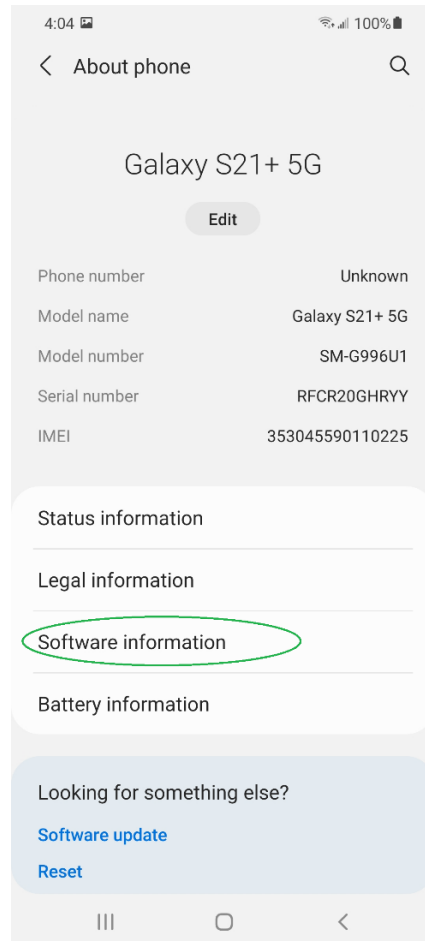 4:04 100%
About phone
Galaxy S21+ 5G
Edit
Phone number Unknown
Model name Galaxy S21+ 5G
Model number SM-G996U1
Serial number RFCR20GHRYY
IMEI 353045590110225
Status information
Legal information
Software information
Battery information
Looking for something else?
Software update
Reset